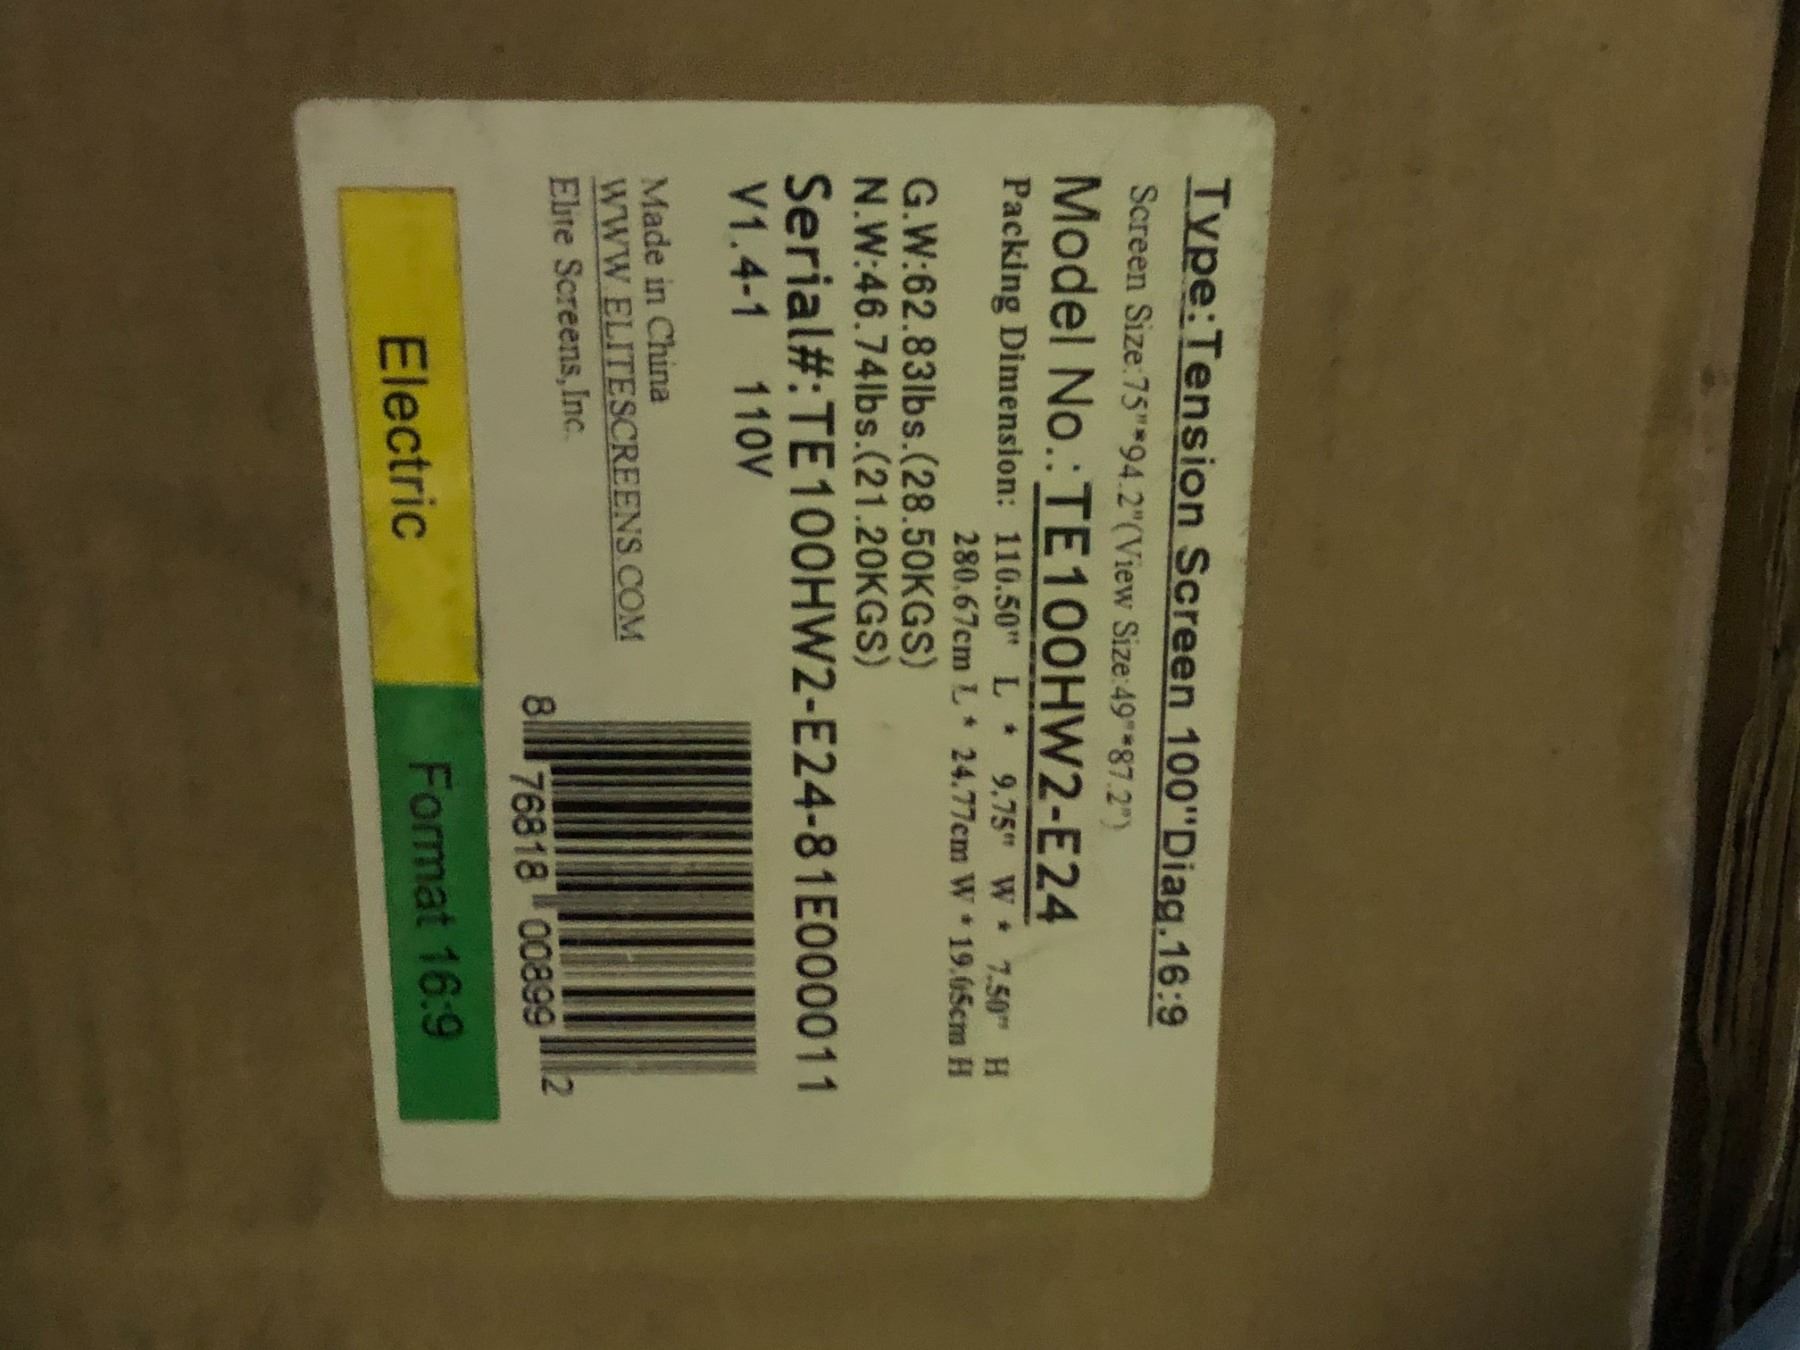 Type:Tension Screen 100"Diag.16:9
Screen Size:75"*94.2"(View Size:49"*87.2")
Model No.:TE100HW2-E24
Packing Dimension: 110.50" L * 9.75" W * 7.50" H
280.67cm L * 24.77cm W * 19.05cm H
G.W:62.83lbs.(28.50KGS)
N.W:46.74lbs.(21.20KGS)
Serial#:TE100HW2-E24-81E000011
V1.4-1 110V
Made in China
WWW.ELITESCREENS.COM
Elite Screens,Inc.
8 76818 00899 2
Electric Format 16:9